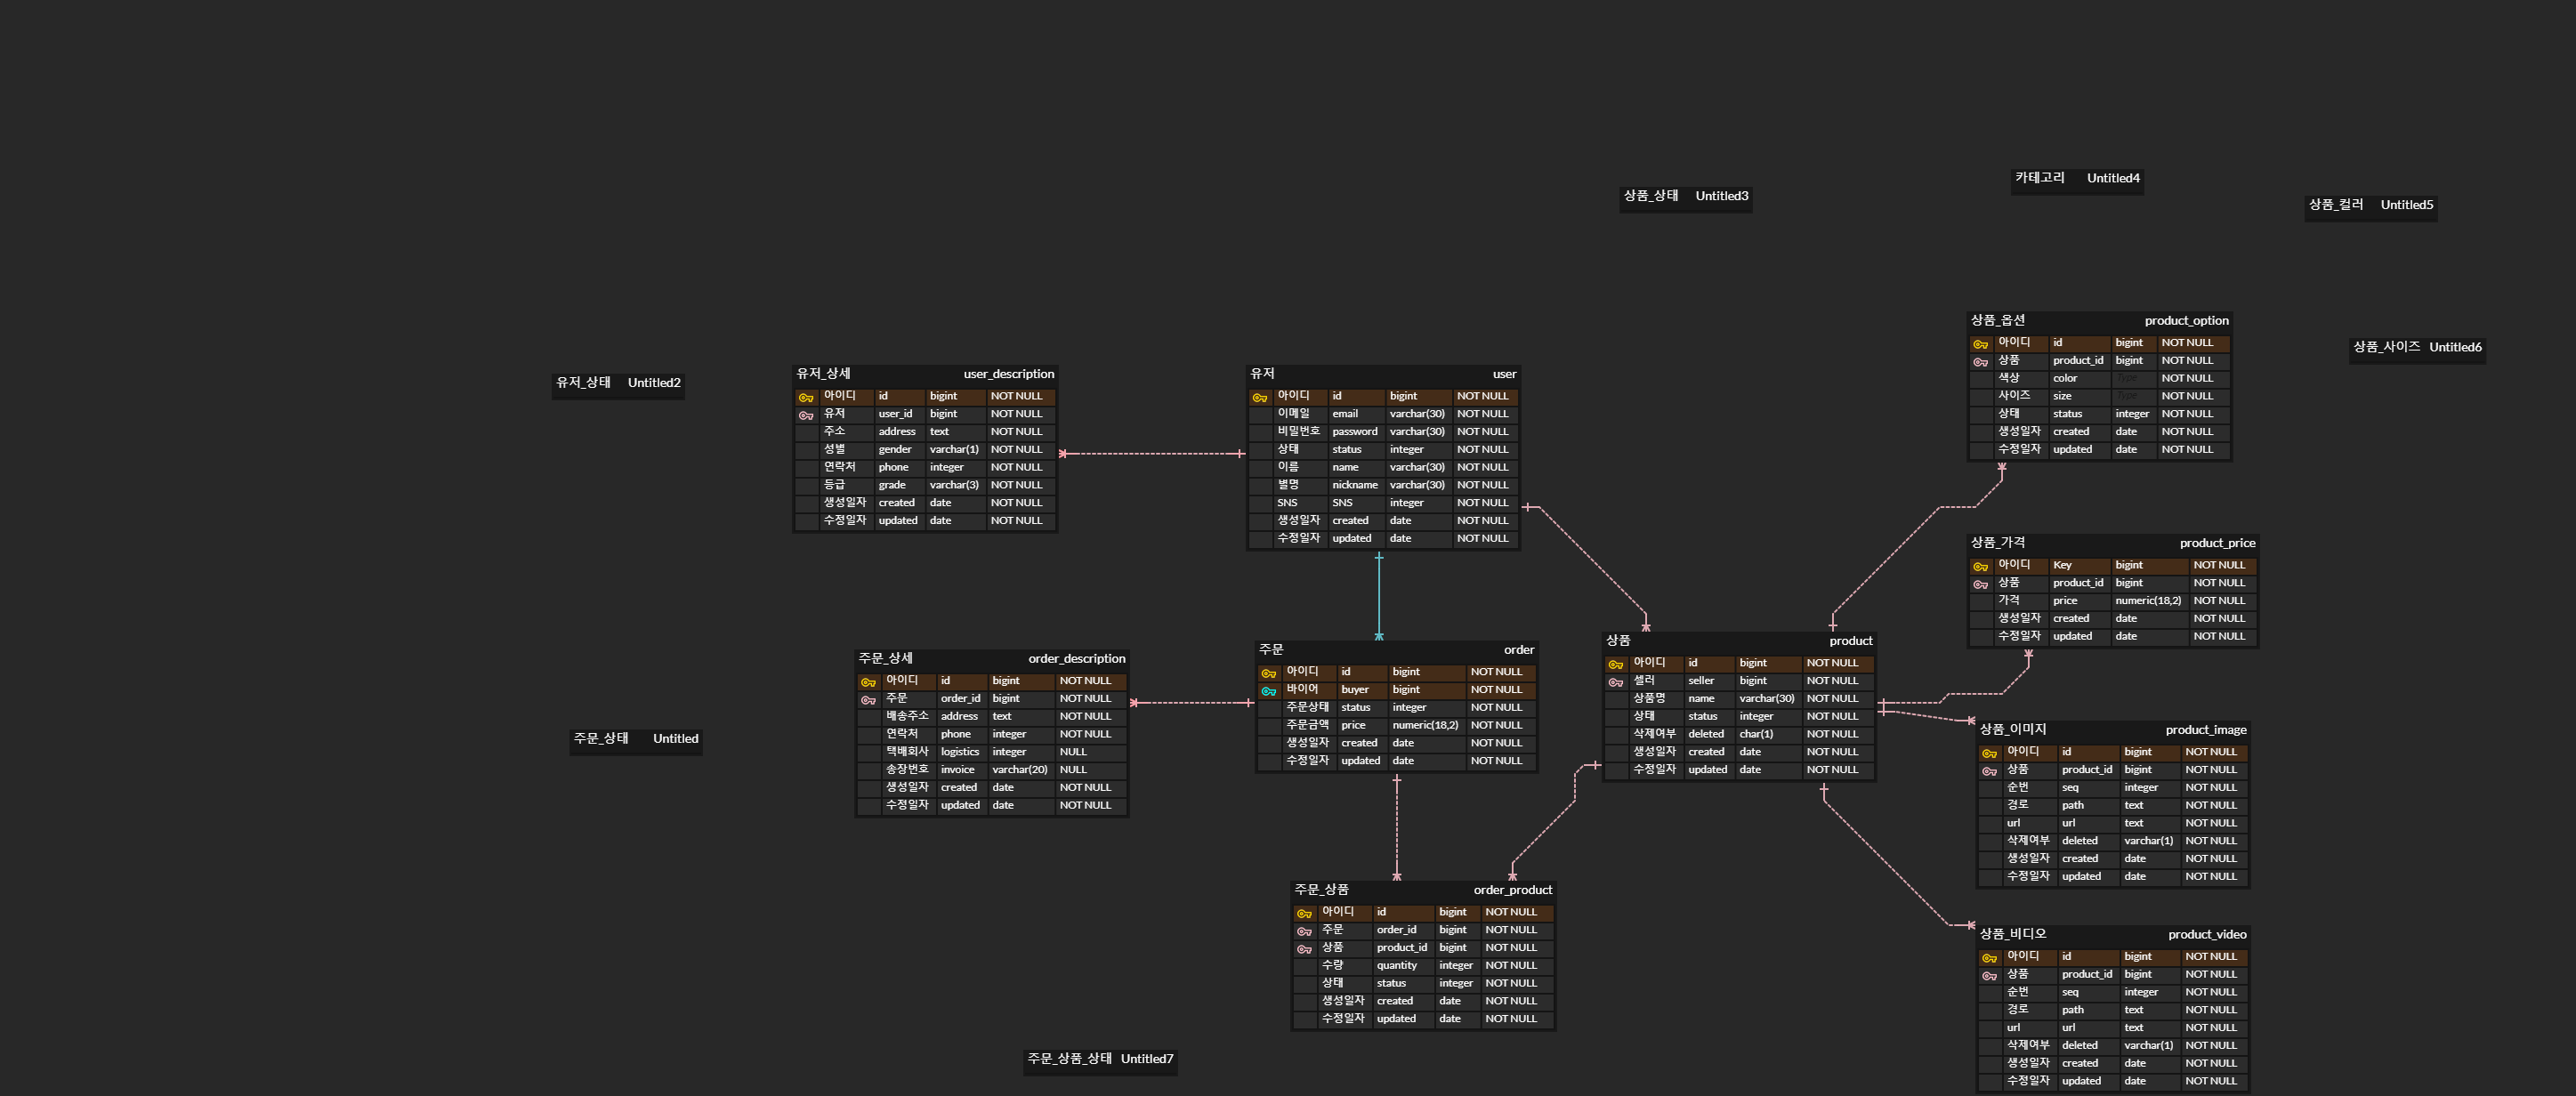 카테고리 Untitled4
상품_상태 Untitled3
상품_컬러 Untitled5
상품_옵션 product_option
아이디 id bigint NOT NULL
상품 product_id bigint NOT NULL
색상 color Type NOT NULL
사이즈 size Type NOT NULL
상태 status integer NOT NULL
생성일자 created date NOT NULL
수정일자 updated date NOT NULL
상품_사이즈 Untitled6
유저_상태 Untitled2
유저_상세 user_description
아이디 id bigint NOT NULL
유저 user_id bigint NOT NULL
주소 address text NOT NULL
성별 gender varchar(1) NOT NULL
연락처 phone integer NOT NULL
등급 grade varchar(3) NOT NULL
생성일자 created date NOT NULL
수정일자 updated date NOT NULL
유저 user
아이디 id bigint NOT NULL
이메일 email varchar(30) NOT NULL
비밀번호 password varchar(30) NOT NULL
상태 status integer NOT NULL
이름 name varchar(30) NOT NULL
별명 nickname varchar(30) NOT NULL
SNS SNS integer NOT NULL
생성일자 created date NOT NULL
수정일자 updated date NOT NULL
상품_가격 product_price
아이디 Key bigint NOT NULL
상품 product_id bigint NOT NULL
가격 price numeric(18,2) NOT NULL
생성일자 created date NOT NULL
수정일자 updated date NOT NULL
주문_상세 order_description
아이디 id bigint NOT NULL
주문 order_id bigint NOT NULL
배송주소 address text NOT NULL
연락처 phone integer NOT NULL
택배회사 logistics integer NULL
송장번호 invoice varchar(20) NULL
생성일자 created date NOT NULL
수정일자 updated date NOT NULL
주문 order
아이디 id bigint NOT NULL
바이어 buyer bigint NOT NULL
주문상태 status integer NOT NULL
주문금액 price numeric(18,2) NOT NULL
생성일자 created date NOT NULL
수정일자 updated date NOT NULL
상품 product
아이디 id bigint NOT NULL
셀러 seller bigint NOT NULL
상품명 name varchar(30) NOT NULL
상태 status integer NOT NULL
삭제여부 deleted char(1) NOT NULL
생성일자 created date NOT NULL
수정일자 updated date NOT NULL
상품_이미지 product_image
아이디 id bigint NOT NULL
상품 product_id bigint NOT NULL
순번 seq integer NOT NULL
경로 path text NOT NULL
url url text NOT NULL
삭제여부 deleted varchar(1) NOT NULL
생성일자 created date NOT NULL
수정일자 updated date NOT NULL
주문_상태 Untitled
주문_상품 order_product
아이디 id bigint NOT NULL
주문 order_id bigint NOT NULL
상품 product_id bigint NOT NULL
수량 quantity integer NOT NULL
상태 status integer NOT NULL
생성일자 created date NOT NULL
수정일자 updated date NOT NULL
상품_비디오 product_video
아이디 id bigint NOT NULL
상품 product_id bigint NOT NULL
순번 seq integer NOT NULL
경로 path text NOT NULL
url url text NOT NULL
삭제여부 deleted varchar(1) NOT NULL
생성일자 created date NOT NULL
수정일자 updated date NOT NULL
주문_상품_상태 Untitled7